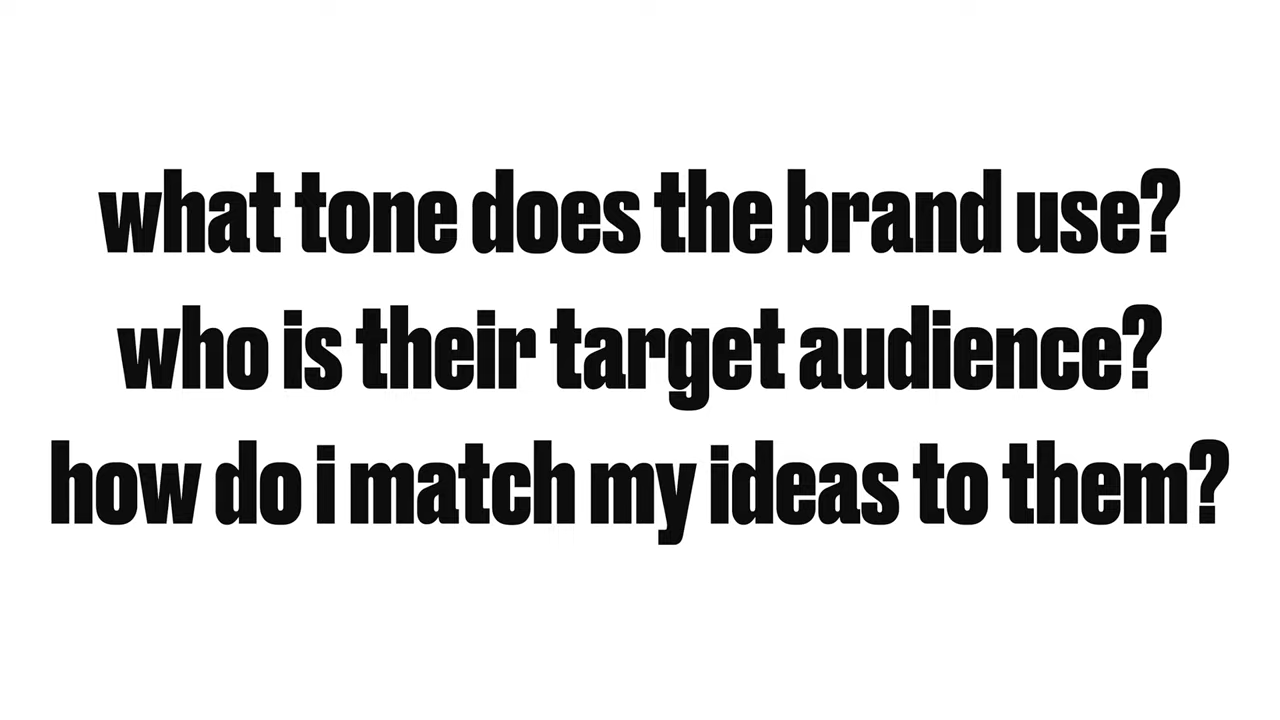 what tone does the brand use?
who is their target audience?
how do i match my ideas to them?